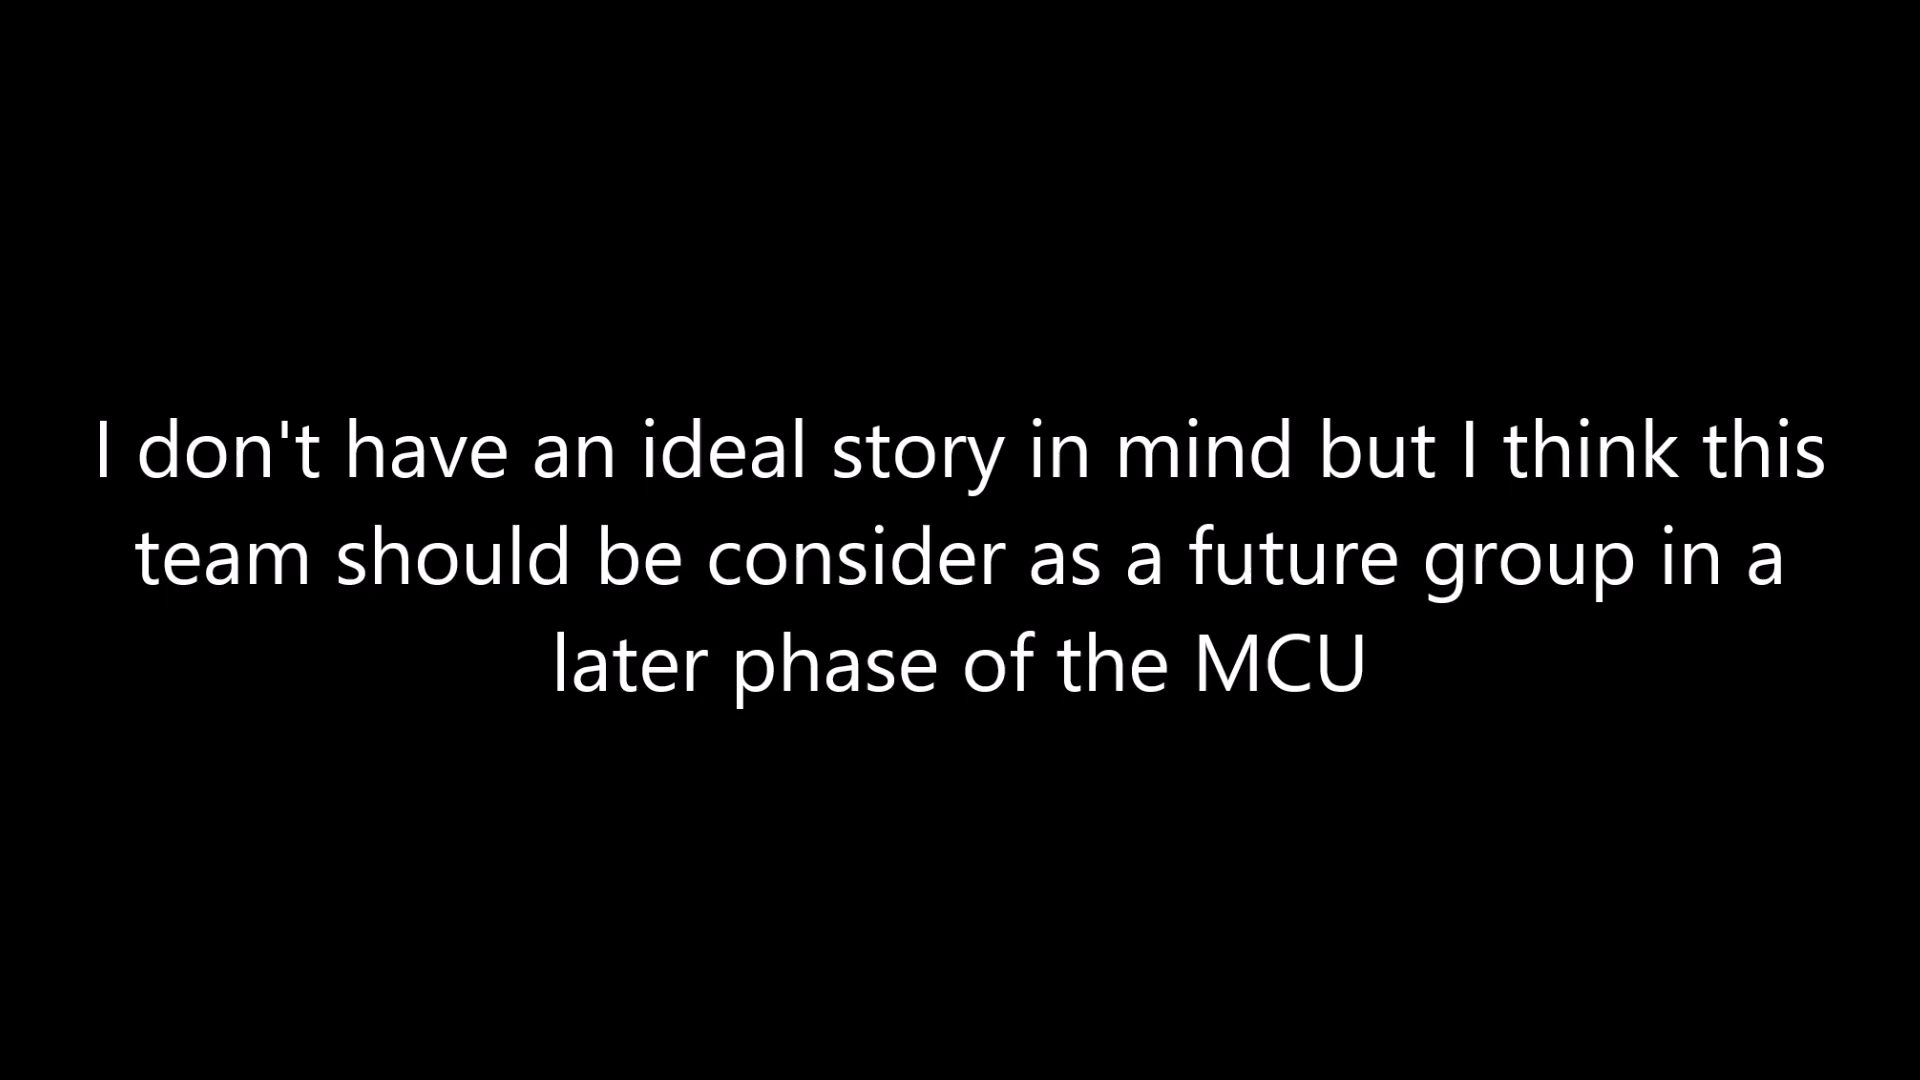 I don't have an ideal story in mind but I think this
team should be consider as a future group in a
later phase of the MCU